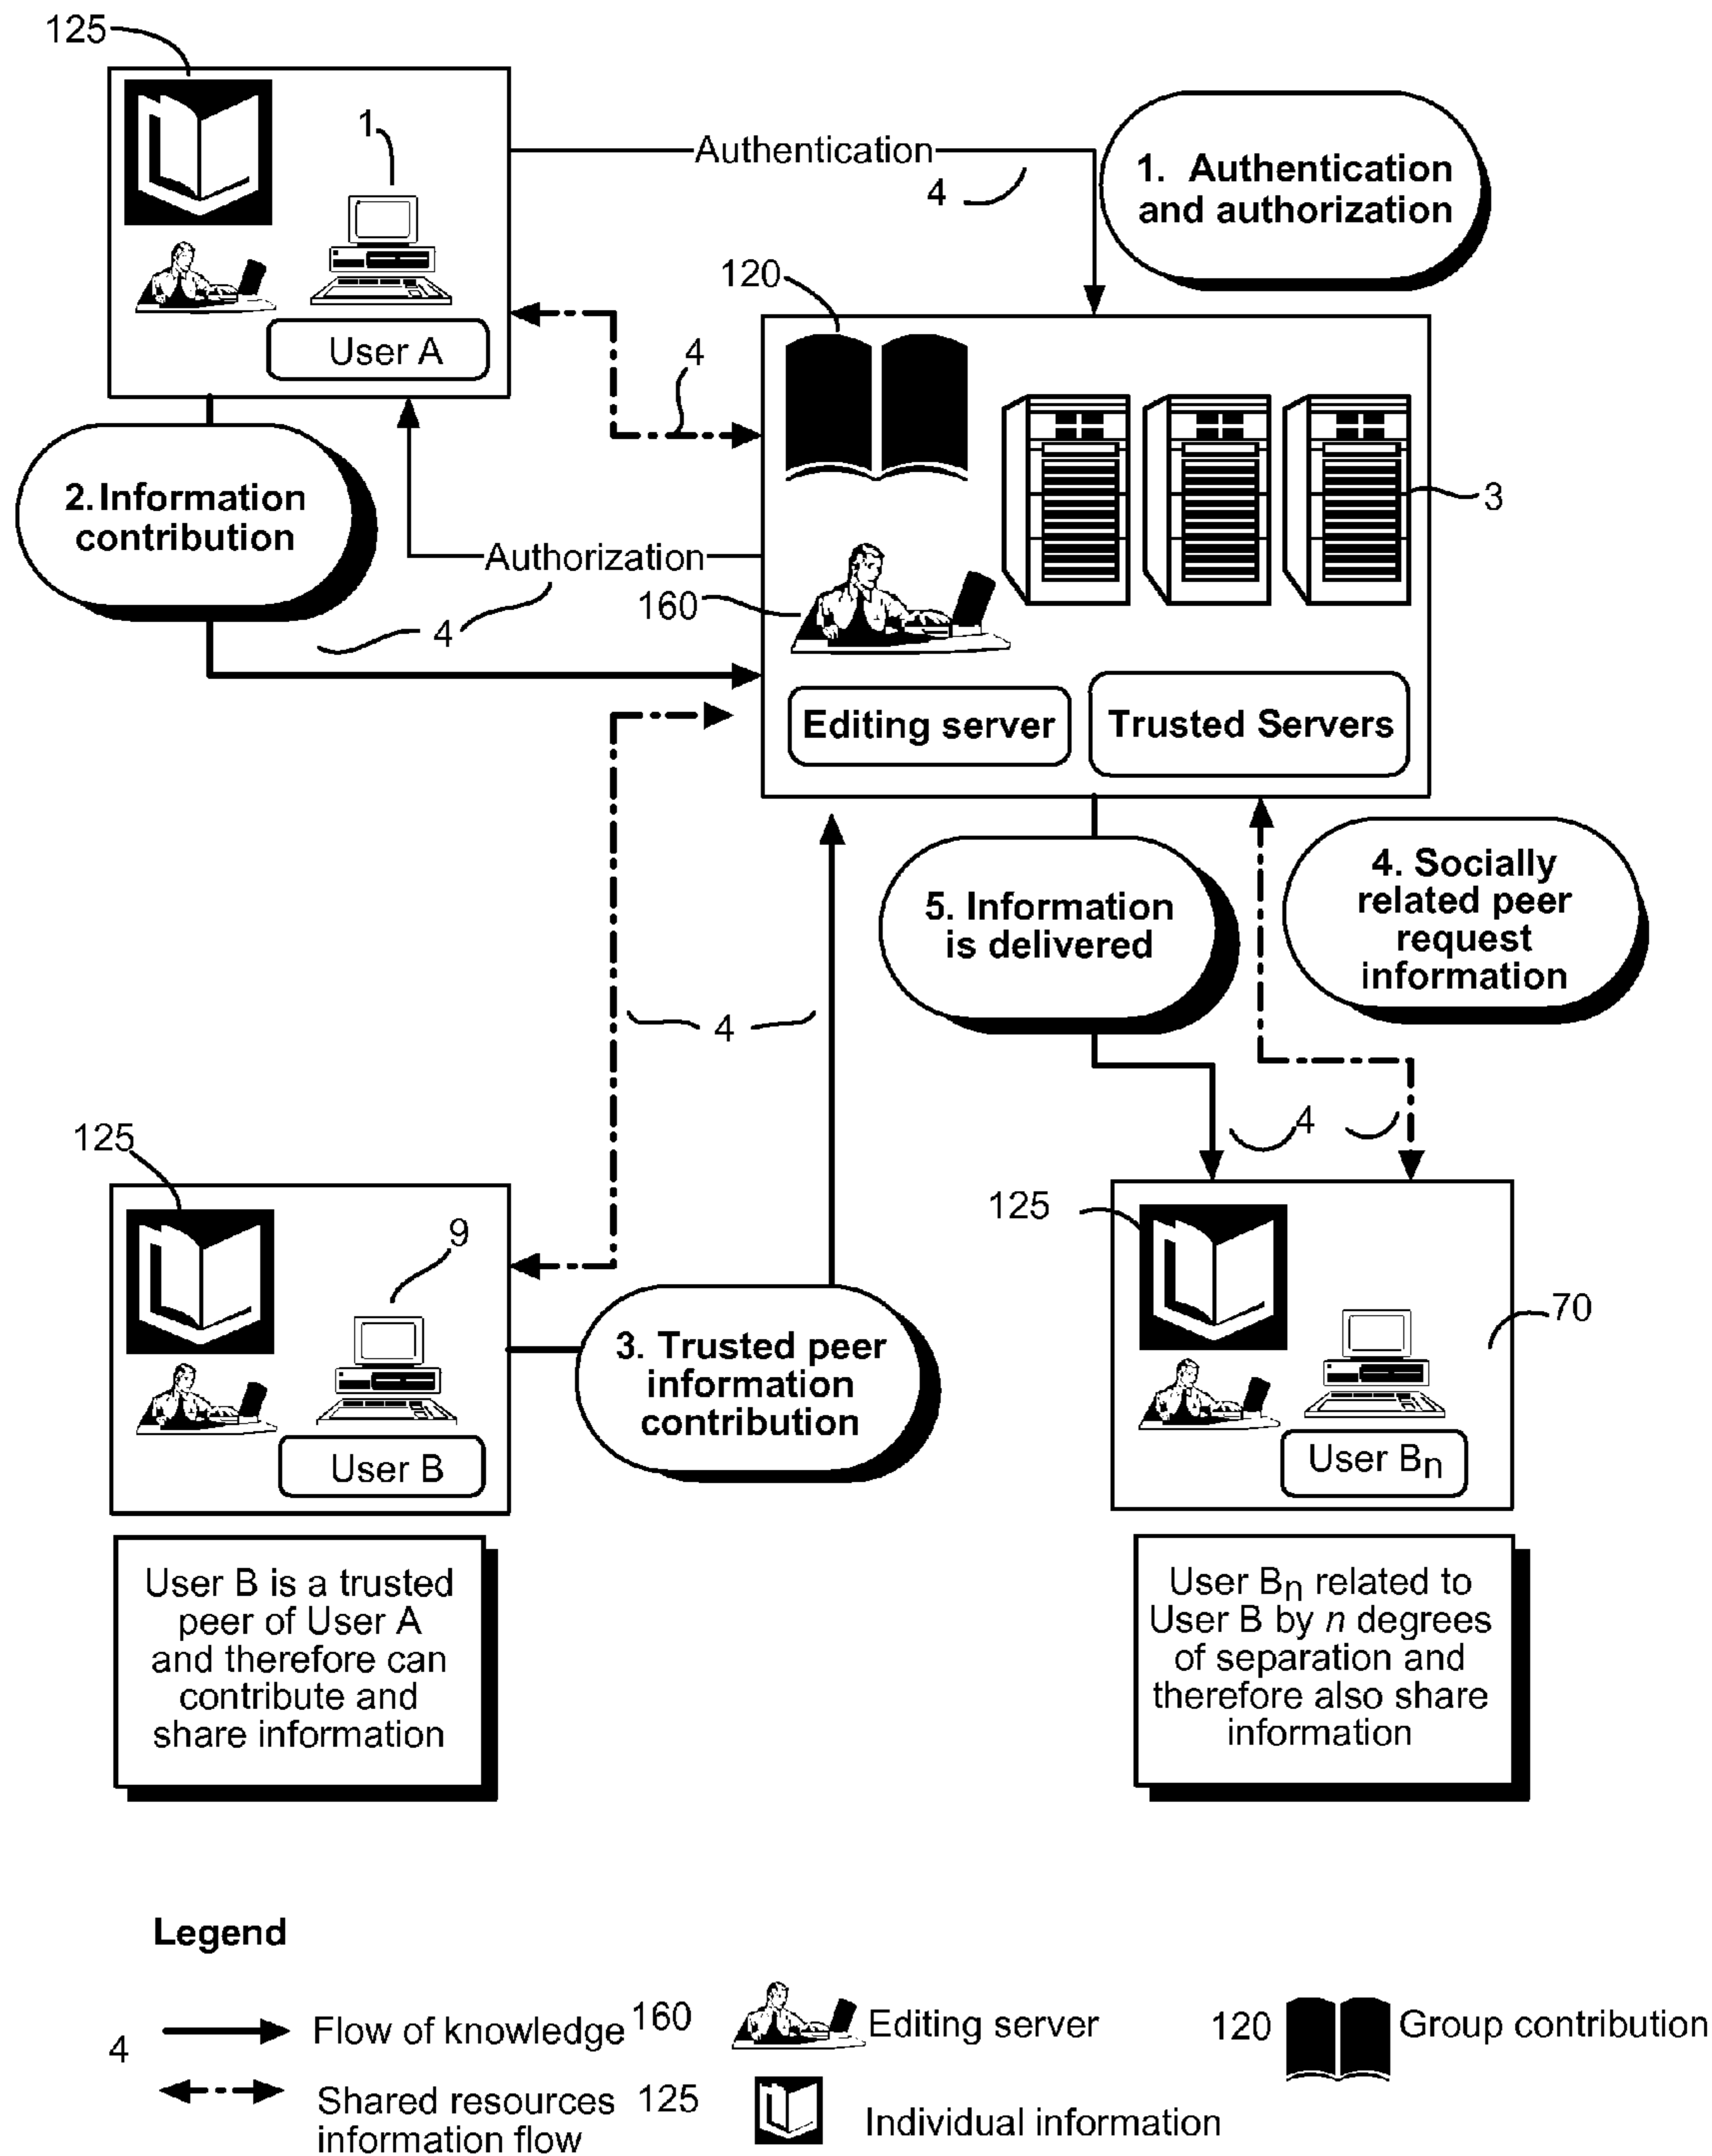 125
1
Authentication
4
1. Authentication
and authorization
User A
120
4
2. Information
contribution
3
Authorization
160
4
Editing server
Trusted Servers
5. Information
is delivered
4. Socially
related peer
request
information
4
4
125
9
125
70
3. Trusted peer
information
contribution
User B
User Bn
User B is a trusted
peer of User A
and therefore can
contribute and
share information
User Bn related to
User B by n degrees
of separation and
therefore also share
information
Legend
4
Flow of knowledge
160
Editing server
120
Group contribution
Shared resources
information flow
125
Individual information